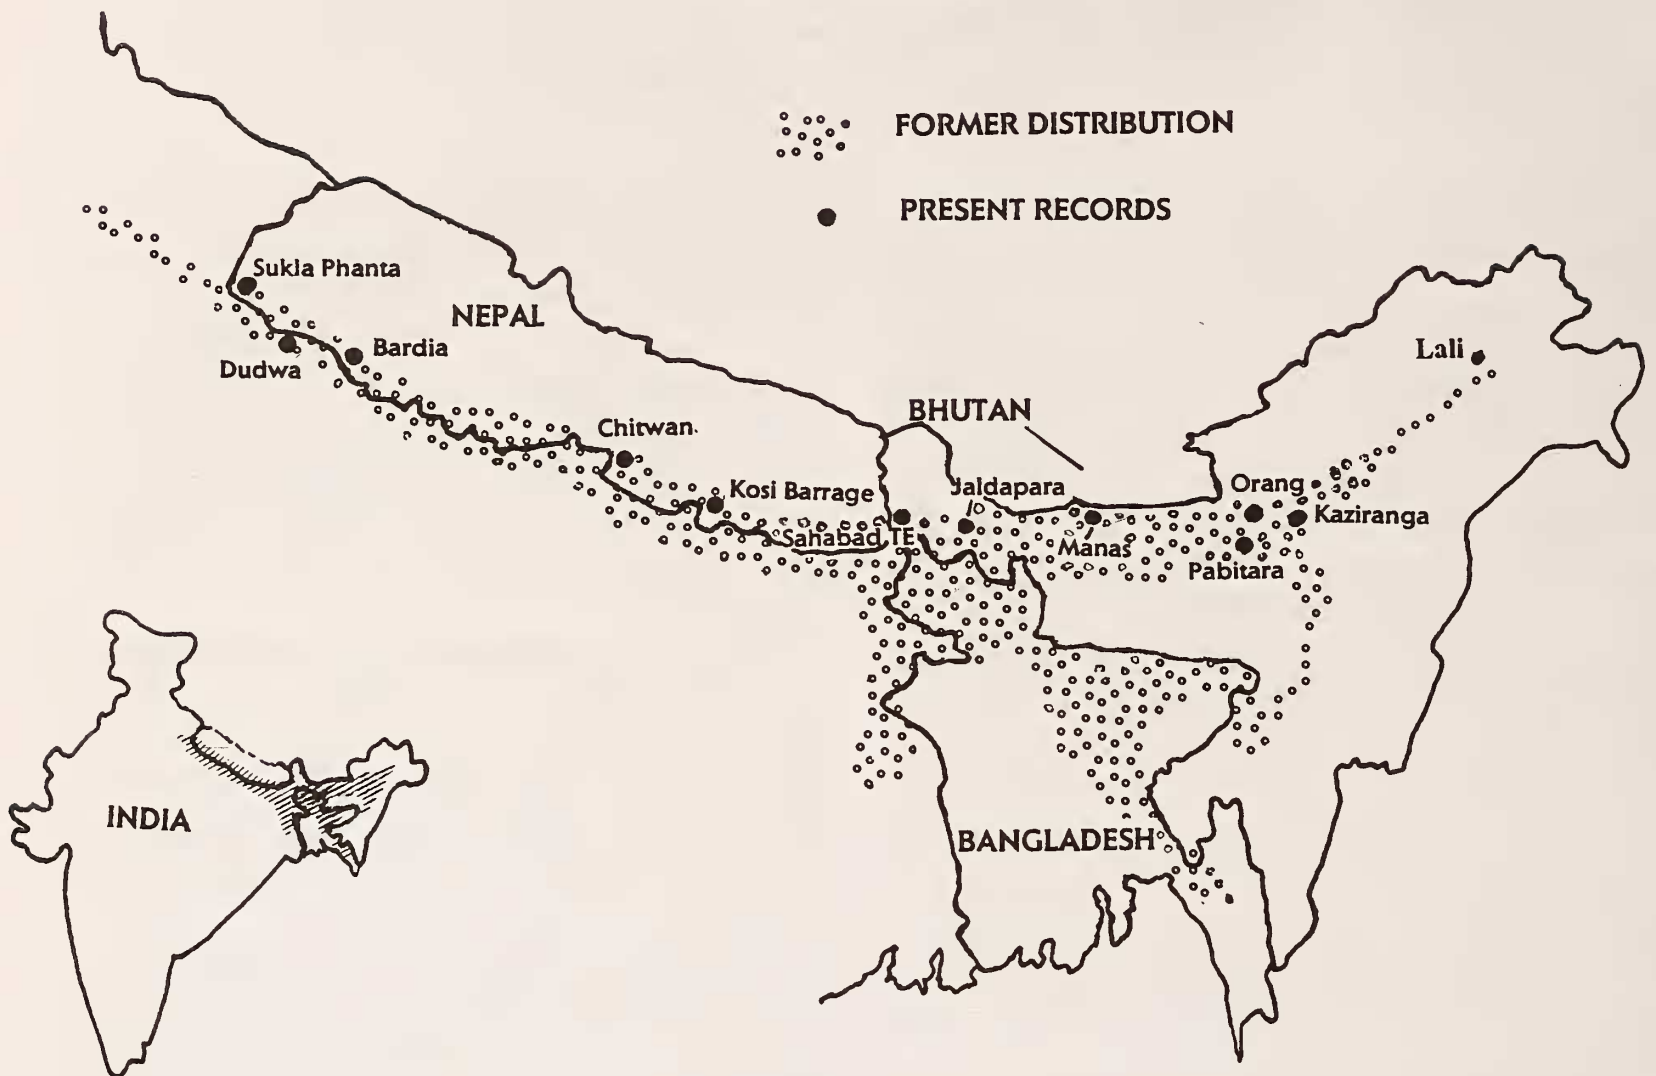 FORMER DISTRIBUTION
PRESENT RECORDS
Sukla Phanta
NEPAL
Bardia
Dudwa
Lali
BHUTAN
Chitwan
Kosi Barrage
Jaldapara
Orang
Kaziranga
Sahabad TE
Manas
Pabitara
INDIA
BANGLADESH